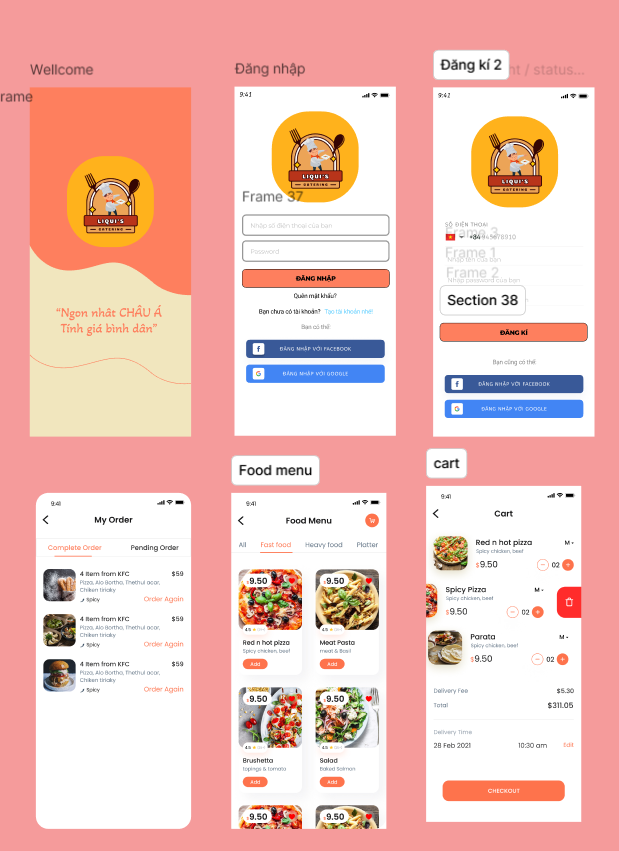 Wellcome
rame
LIQUI'S
CATERING
“Ngon nhất CHÂU Á
Tính giá bình dân”
Đăng nhập
9:41
LIQUI'S
CATERING
Frame 37
Nhập số điện thoại của bạn
Password
ĐĂNG NHẬP
Quên mật khẩu?
Bạn chưa có tài khoản? Tạo tài khoản nhé!
Bạn có thể
ĐĂNG NHẬP VỚI FACEBOOK
ĐĂNG NHẬP VỚI GOOGLE
Đăng kí 2
nt / status...
9:41
LIQUI'S
CATERING
SỐ ĐIỆN THOẠI
Frame 3
+84
Frame 1
Nhập tên của bạn
Frame 2
Nhập password của bạn
Section 38
ĐĂNG KÍ
Bạn cũng có thể
ĐĂNG NHẬP VỚI FACEBOOK
ĐĂNG NHẬP VỚI GOOGLE
9:41
My Order
Complete Order Pending Order
4 Item from KFC $59
Pizza, Alo Bortha, Thethul acar,
Chiken tiriaky
Spicy Order Again
4 Item from KFC $59
Pizza, Alo Bortha, Thethul acar,
Chiken tiriaky
Spicy Order Again
4 Item from KFC $59
Pizza, Alo Bortha, Thethul acar,
Chiken tiriaky
Spicy Order Again
Food menu
9:41
Food Menu
All Fast food Heavy food Platter
$9.50
4.5
Red n hot pizza
Spicy chicken, beef
Add
$9.50
4.5
Meat Pasta
meat & Basil
Add
$9.50
4.5
Brushetta
topings & tomato
Add
$9.50
4.5
Salad
Baked Salmon
Add
$9.50
$9.50
cart
9:41
Cart
Red n hot pizza M
Spicy chicken, beef
$9.50 02
Spicy Pizza M
Spicy chicken, beef
$9.50 02
Parata M
$9.50 02
Delivery Fee $5.30
Total $311.05
Delivery Time
28 Feb 2021 10:30 am Edit
CHECKOUT